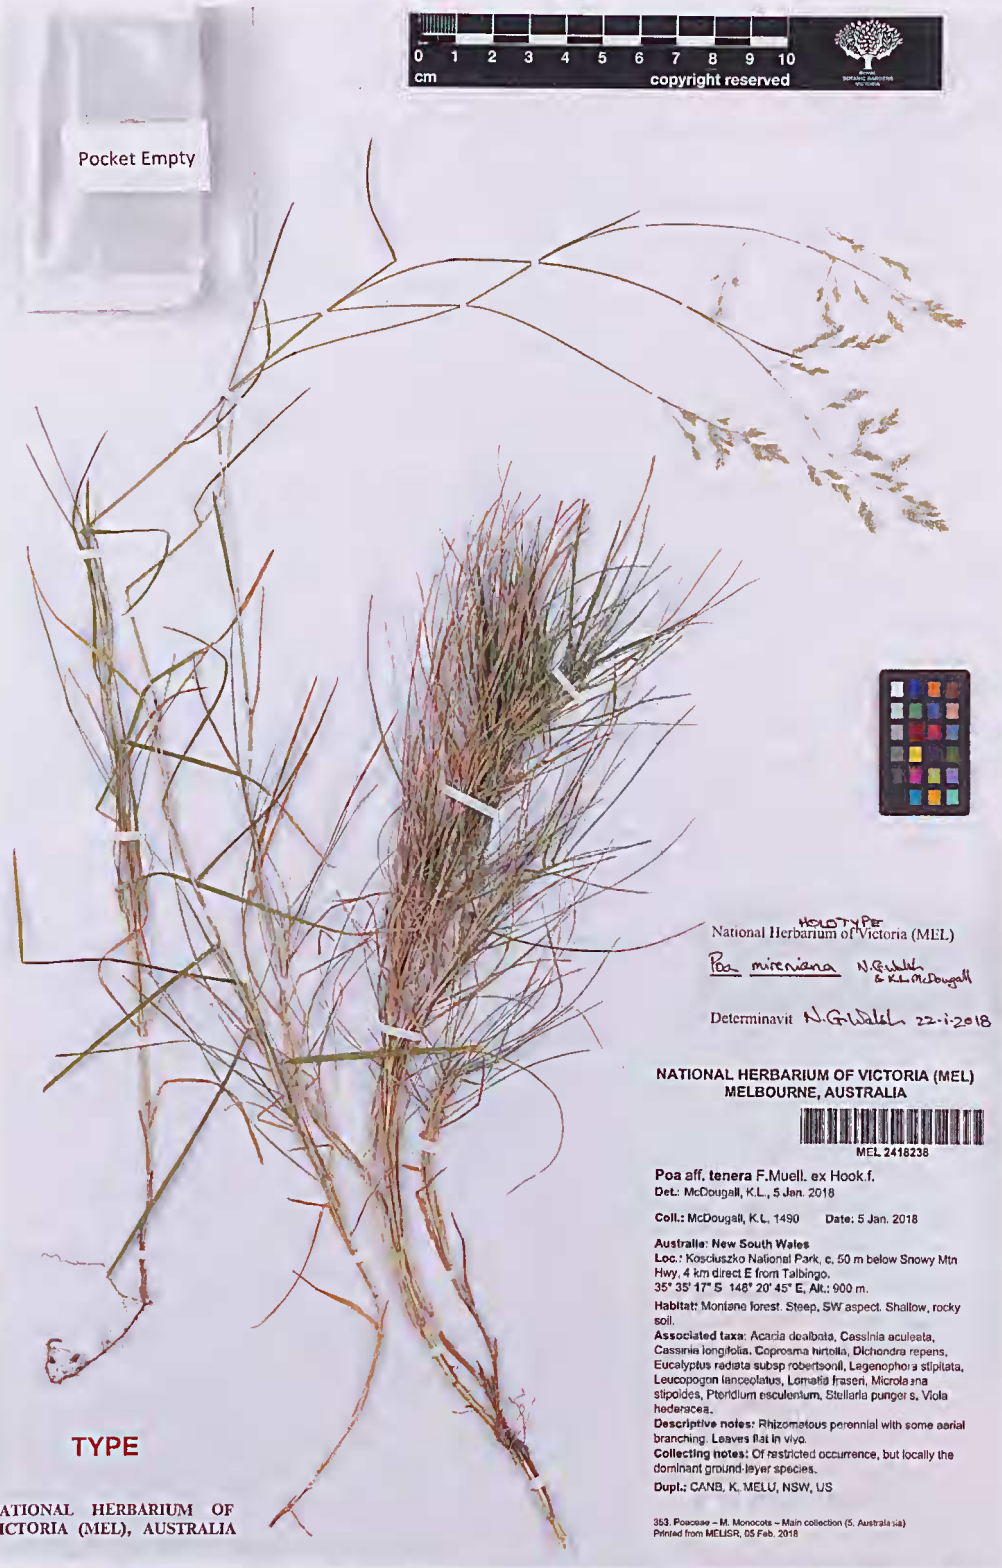 0 1 2 3 4 5 6 7 8 9 10
cm copyright reserved
ROYAL
BOTANIC GARDENS
VICTORIA
Pocket Empty
HOLOTYPE
National Herbarium of Victoria (MEL)
Poa mireniana N.G.Walsh
& K.L.McDougall
Determinavit N.G.Walsh 22-i-2018
NATIONAL HERBARIUM OF VICTORIA (MEL)
MELBOURNE, AUSTRALIA
MEL 2418238
Poa aff. tenera F.Muell. ex Hook.f.
Det.: McDougall, K.L., 5 Jan. 2018
Coll.: McDougall, K.L. 1490 Date: 5 Jan. 2018
Australia: New South Wales
Loc.: Kosciuszko National Park, c. 50 m below Snowy Mtn
Hwy, 4 km direct E from Talbingo.
35° 35' 17" S 148° 20' 45" E, Alt.: 900 m.
Habitat: Montane forest. Steep, SW aspect. Shallow, rocky
soil.
Associated taxa: Acacia dealbata, Cassinia aculeata,
Cassinia longifolia, Coprosma hirtella, Dichondra repens,
Eucalyptus radiata subsp robertsonii, Lagenophora stipitata,
Leucopogon lanceolatus, Lomatia fraseri, Microlaena
stipoides, Pteridium esculentum, Stellaria pungens, Viola
hederacea.
Descriptive notes: Rhizomatous perennial with some aerial
branching. Leaves flat in vivo.
Collecting notes: Of restricted occurrence, but locally the
dominant ground-layer species.
Dupl.: CANB, K, MELU, NSW, US
353. Poaceae – M. Monocots – Main collection (5. Australasia)
Printed from MELISR, 05 Feb. 2018
TYPE
ATIONAL HERBARIUM OF
ICTORIA (MEL), AUSTRALIA